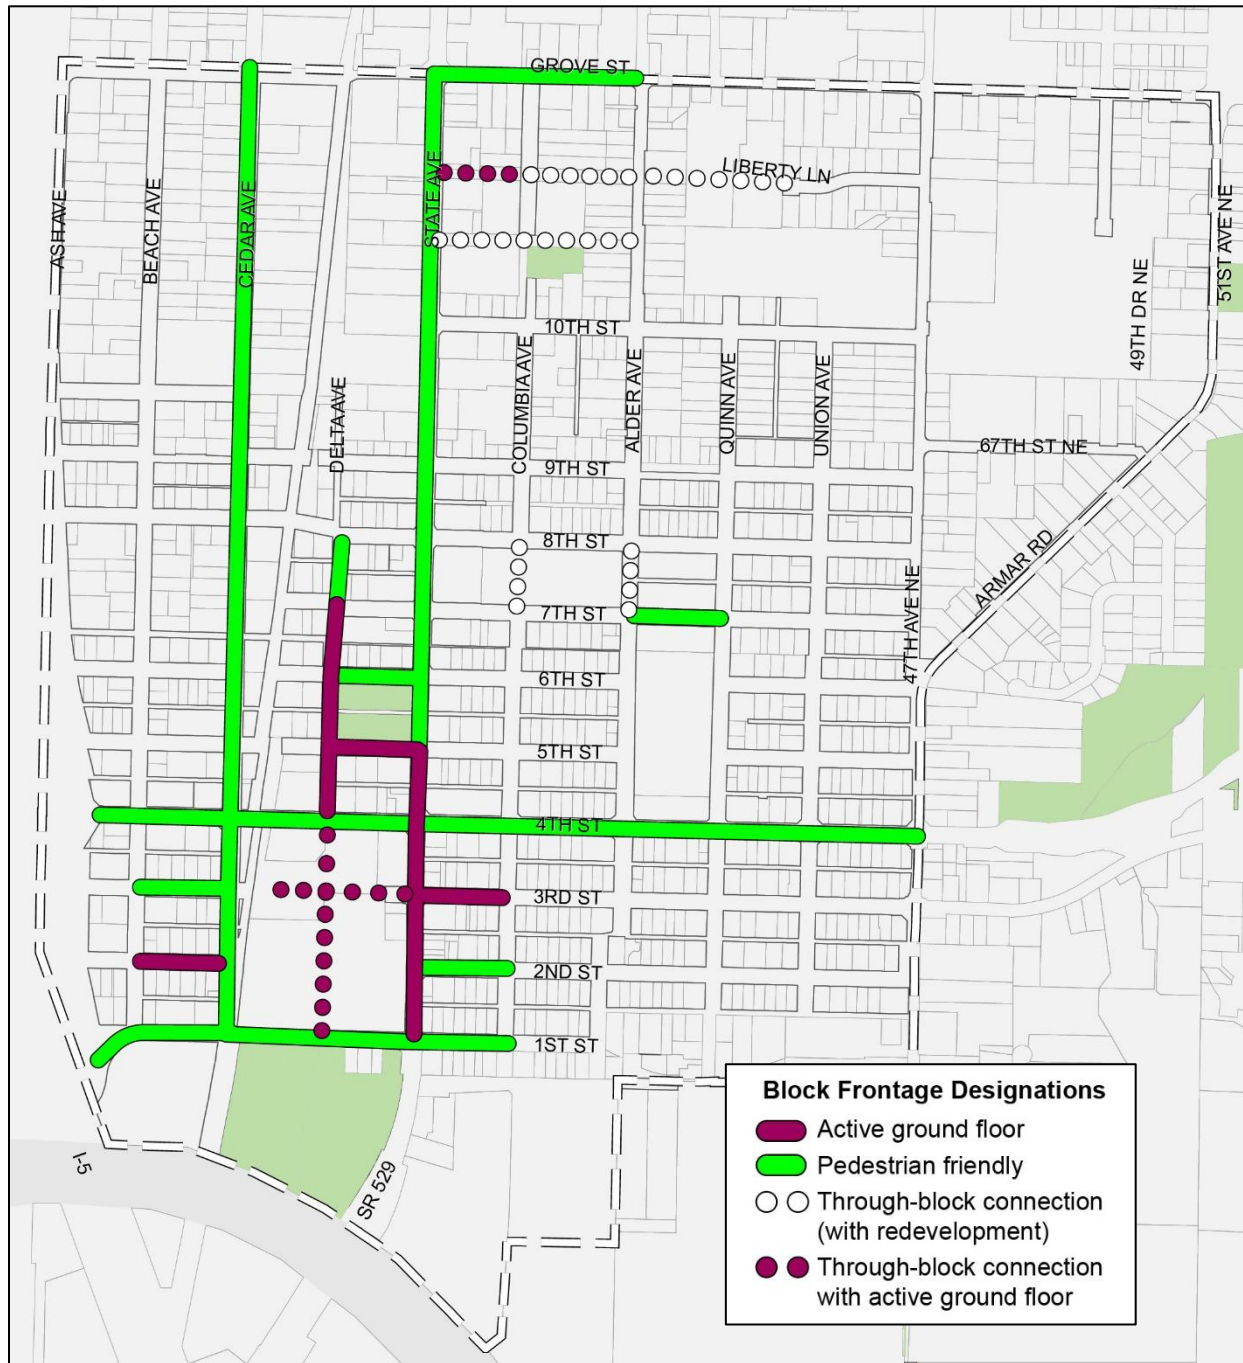 GROVE ST
LIBERTY LN
ASH AVE
BEACH AVE
CEDAR AVE
STATE AVE
51ST AVE NE
49TH DR NE
10TH ST
DELTA AVE
COLUMBIA AVE
ALDER AVE
QUINN AVE
UNION AVE
67TH ST NE
9TH ST
8TH ST
ARMAR RD
47TH AVE NE
7TH ST
6TH ST
5TH ST
4TH ST
3RD ST
2ND ST
1ST ST
I-5
SR 529
Block Frontage Designations
Active ground floor
Pedestrian friendly
Through-block connection
(with redevelopment)
Through-block connection
with active ground floor